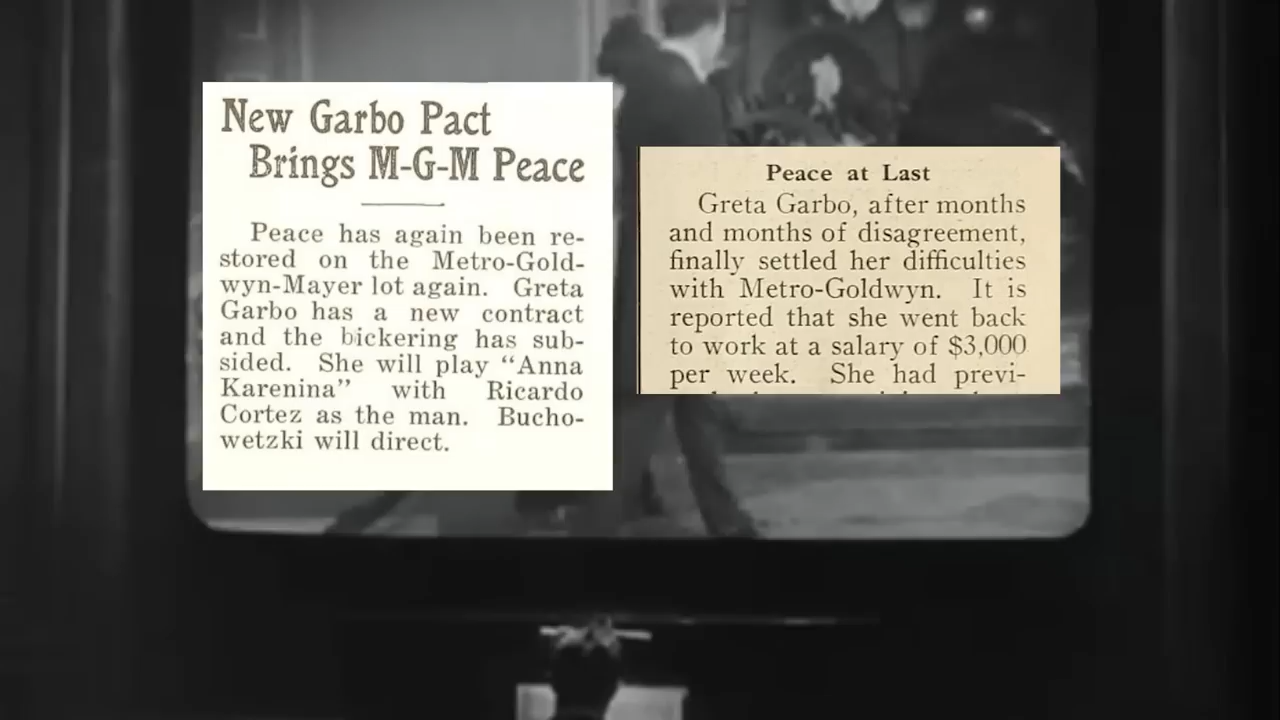 New Garbo Pact
Brings M-G-M Peace
Peace has again been re-
stored on the Metro-Gold-
wyn-Mayer lot again. Greta
Garbo has a new contract
and the bickering has sub-
sided. She will play "Anna
Karenina" with Ricardo
Cortez as the man. Bucho-
wetzki will direct.
Peace at Last
Greta Garbo, after months
and months of disagreement,
finally settled her difficulties
with Metro-Goldwyn. It is
reported that she went back
to work at a salary of $3,000
per week. She had previ-